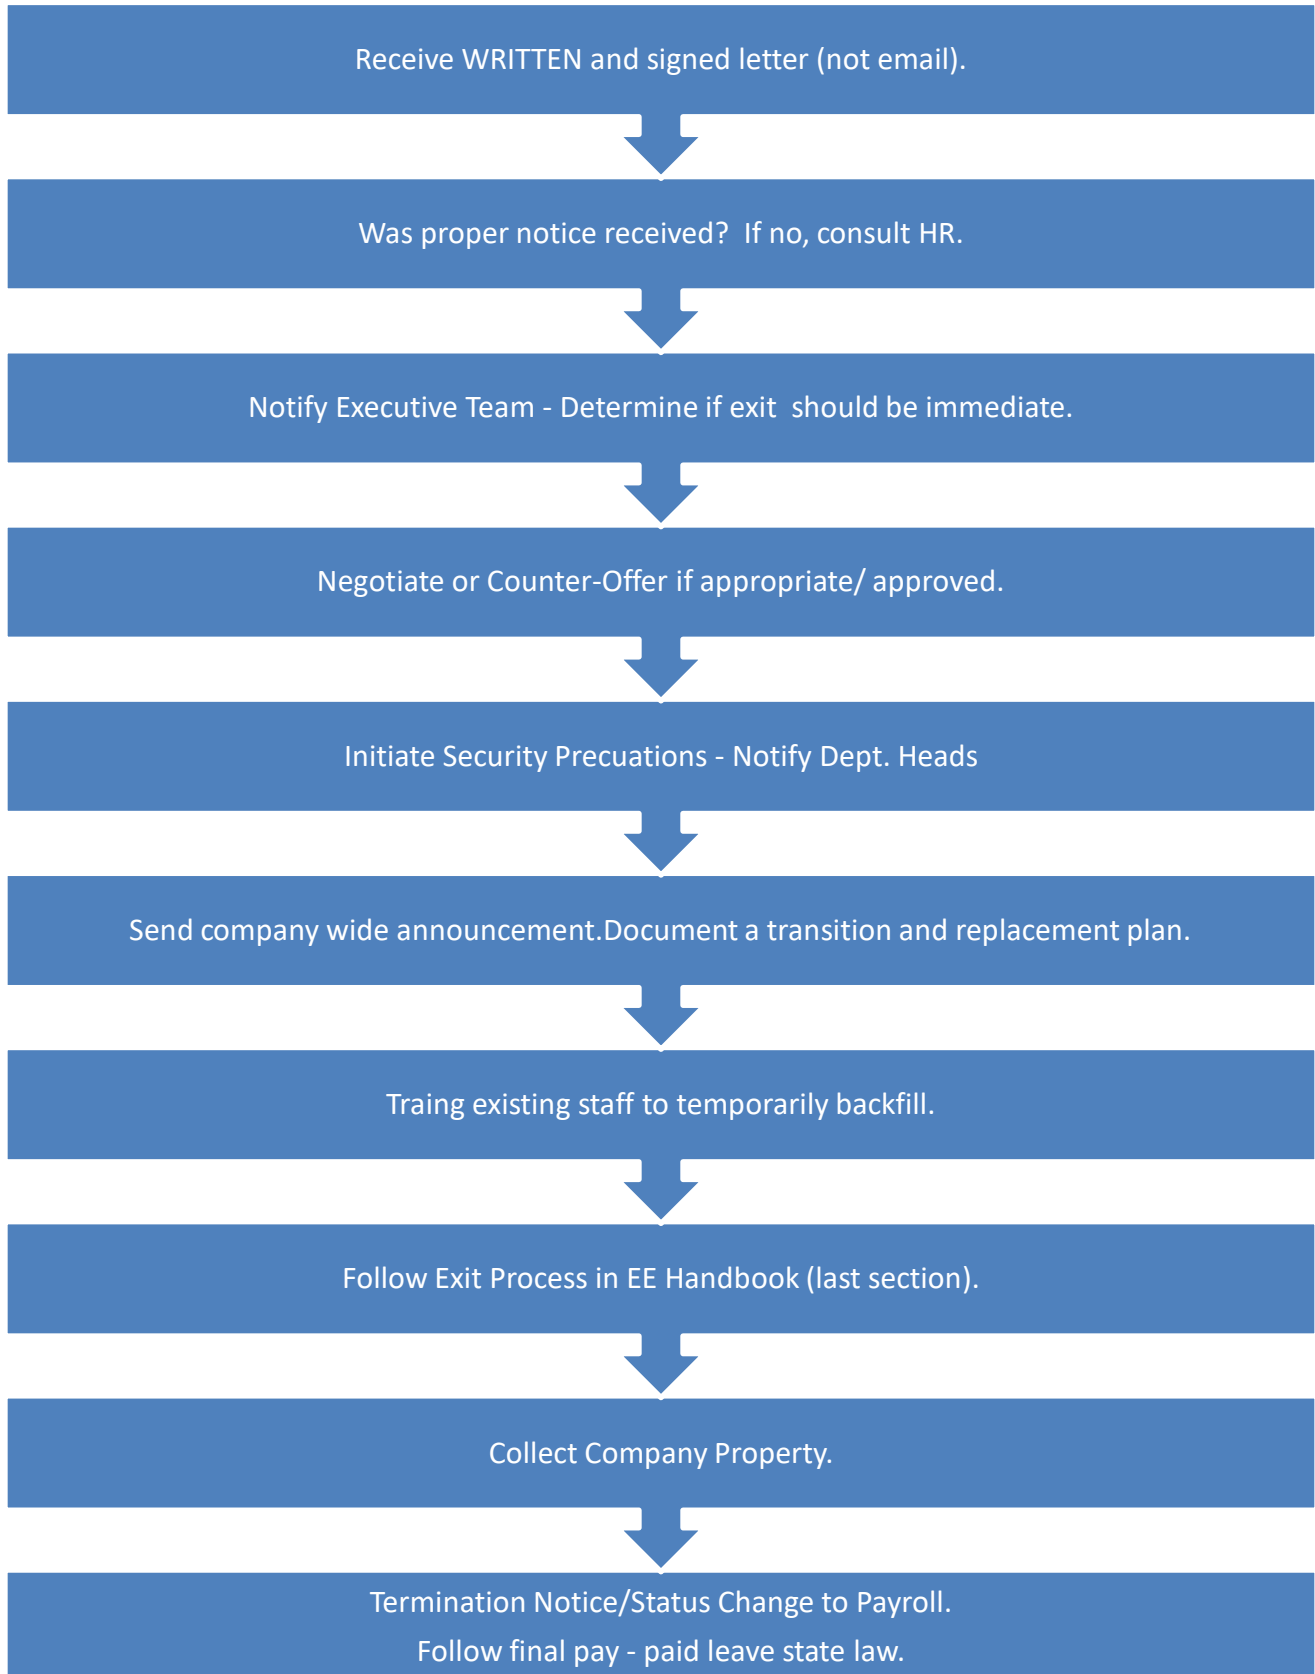 Receive WRITTEN and signed letter (not email).
Was proper notice received?  If no, consult HR.
Notify Executive Team - Determine if exit  should be immediate.
Negotiate or Counter-Offer if appropriate/ approved.
Initiate Security Precuations - Notify Dept. Heads
Send company wide announcement.Document a transition and replacement plan.
Traing existing staff to temporarily backfill.
Follow Exit Process in EE Handbook (last section).
Collect Company Property.
Termination Notice/Status Change to Payroll.
Follow final pay - paid leave state law.